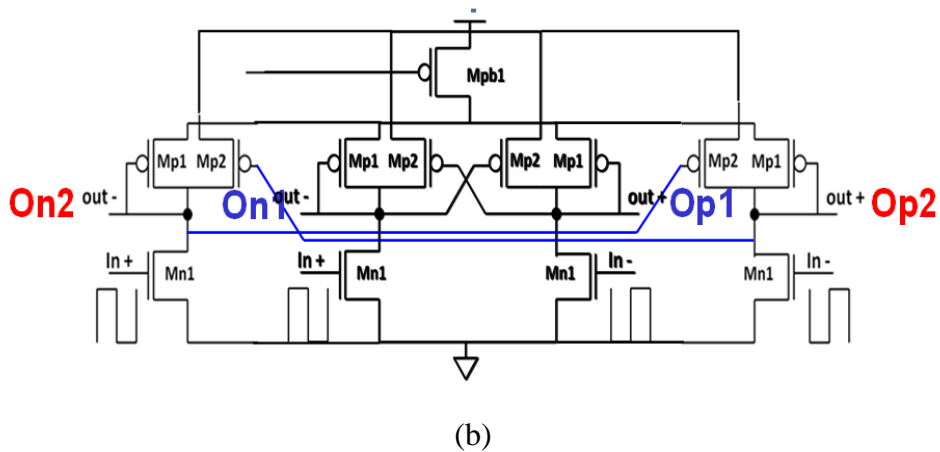 Mpb1
Mp1 Mp2 Mp1 Mp2 Mp2 Mp1 Mp2 Mp1
On2 out - On1 out - out + Op1 out + Op2
In + In + In - In -
Mn1 Mn1 Mn1 Mn1
(b)